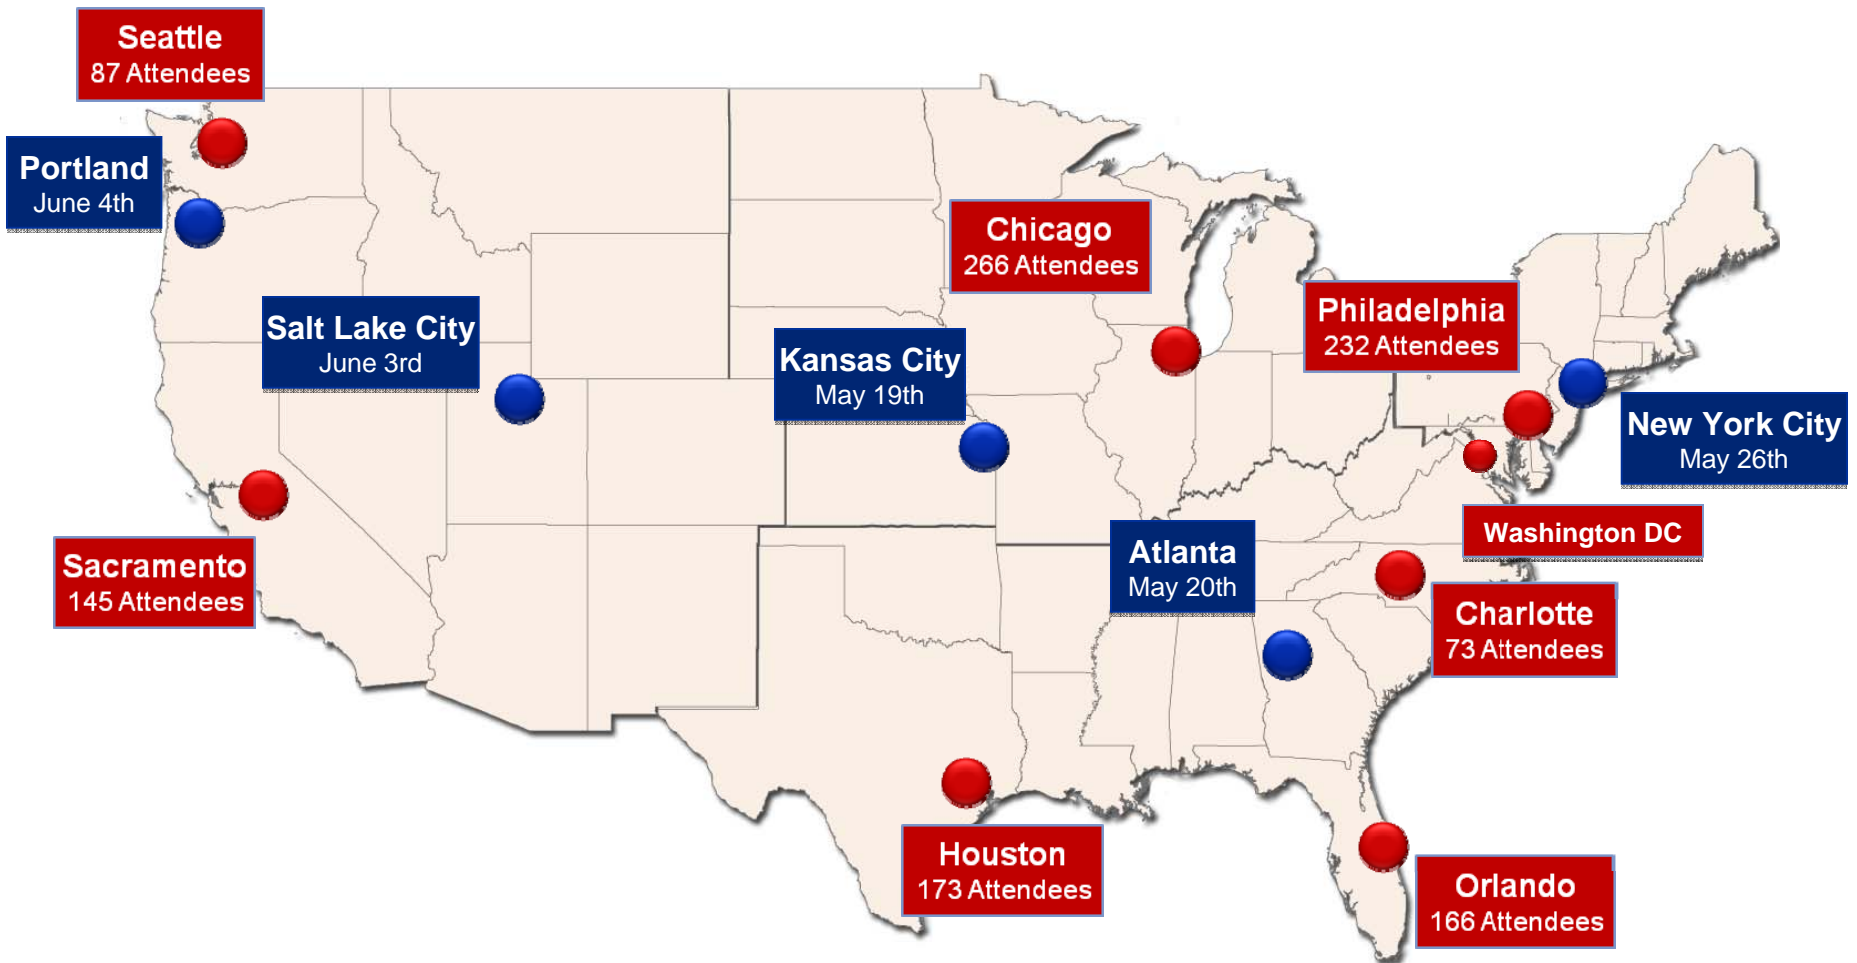 Seattle
87 Attendees
Portland
June 4th
Chicago
266 Attendees
Philadelphia
232 Attendees
Salt Lake City
June 3rd
Kansas City
May 19th
New York City
May 26th
Washington DC
Sacramento
145 Attendees
Atlanta
May 20th
Charlotte
73 Attendees
Houston
173 Attendees
Orlando
166 Attendees